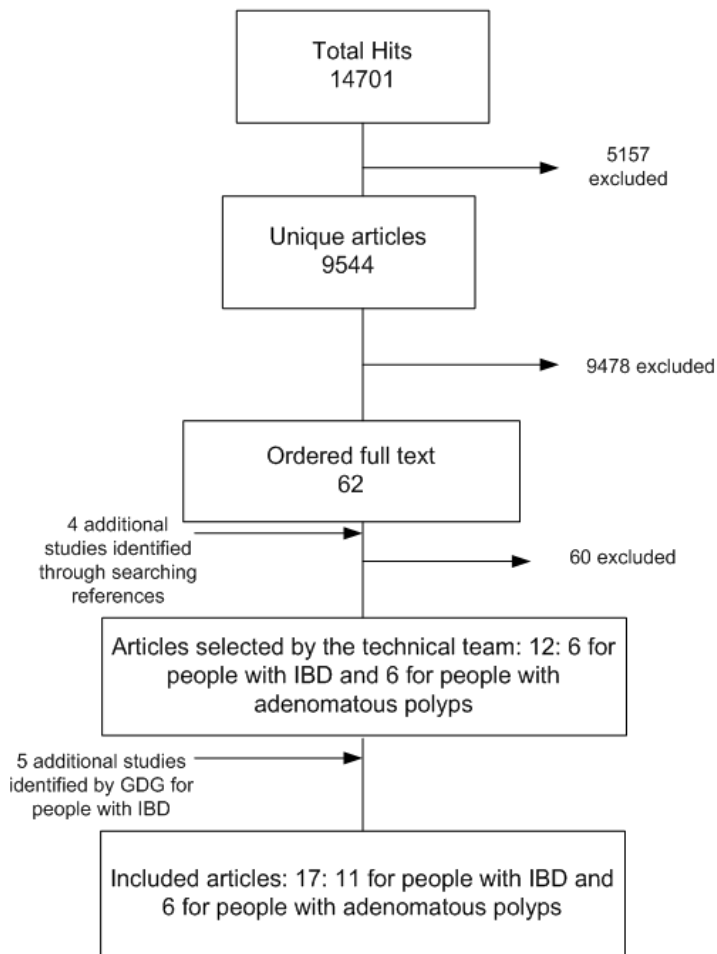 Total Hits
14701
5157
excluded
Unique articles
9544
9478 excluded
Ordered full text
62
4 additional
studies identified
through searching
references
60 excluded
Articles selected by the technical team: 12: 6 for
people with IBD and 6 for people with
adenomatous polyps
5 additional studies
identified by GDG for
people with IBD
Included articles: 17: 11 for people with IBD and
6 for people with adenomatous polyps